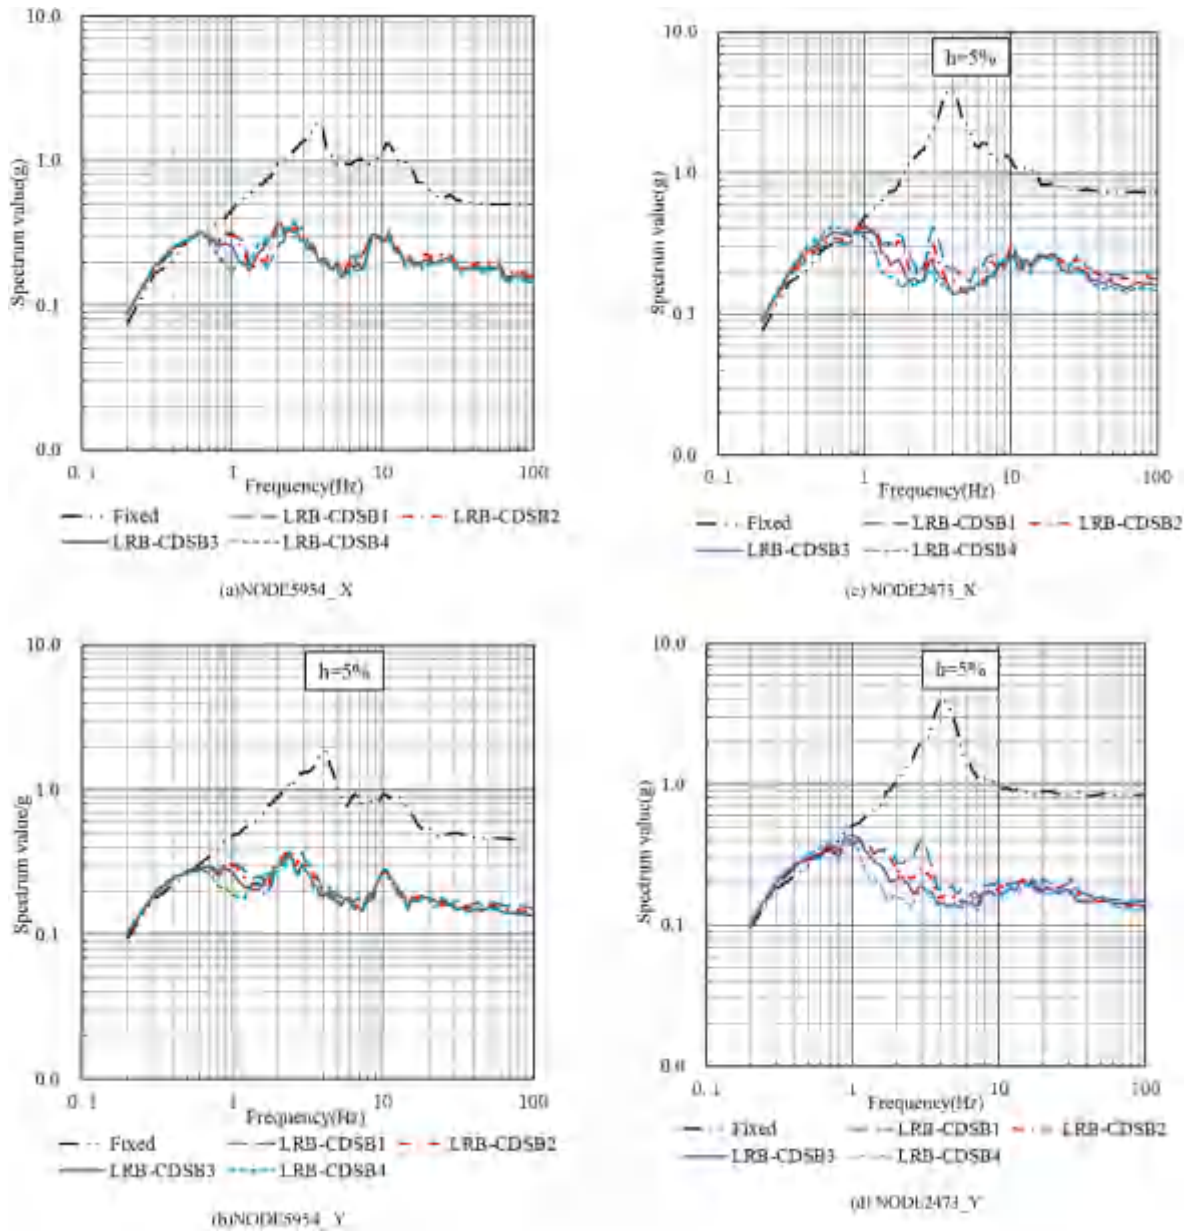 10.0
1.0
0.1
0.0
Spectrum value(g)
0.1 1 10 100
Frequency(Hz)
Fixed LRB-CDSB1 LRB-CDSB2
LRB-CDSB3 LRB-CDSB4
(a)NODE5954_X
10.0
h=5%
1.0
0.1
0.0
Spectrum value(g)
0.1 1 10 100
Frequency(Hz)
Fixed LRB-CDSB1 LRB-CDSB2
LRB-CDSB3 LRB-CDSB4
(c)NODE2473_X
10.0
h=5%
1.0
0.1
0.0
Spectrum value/g
0.1 1 10 100
Frequency(Hz)
Fixed LRB-CDSB1 LRB-CDSB2
LRB-CDSB3 LRB-CDSB4
(b)NODE5954_Y
10.0
h=5%
1.0
0.1
0.0
Spectrum value(g)
0.1 1 10 100
Frequency(Hz)
Fixed LRB-CDSB1 LRB-CDSB2
LRB-CDSB3 LRB-CDSB4
(d)NODE2473_Y